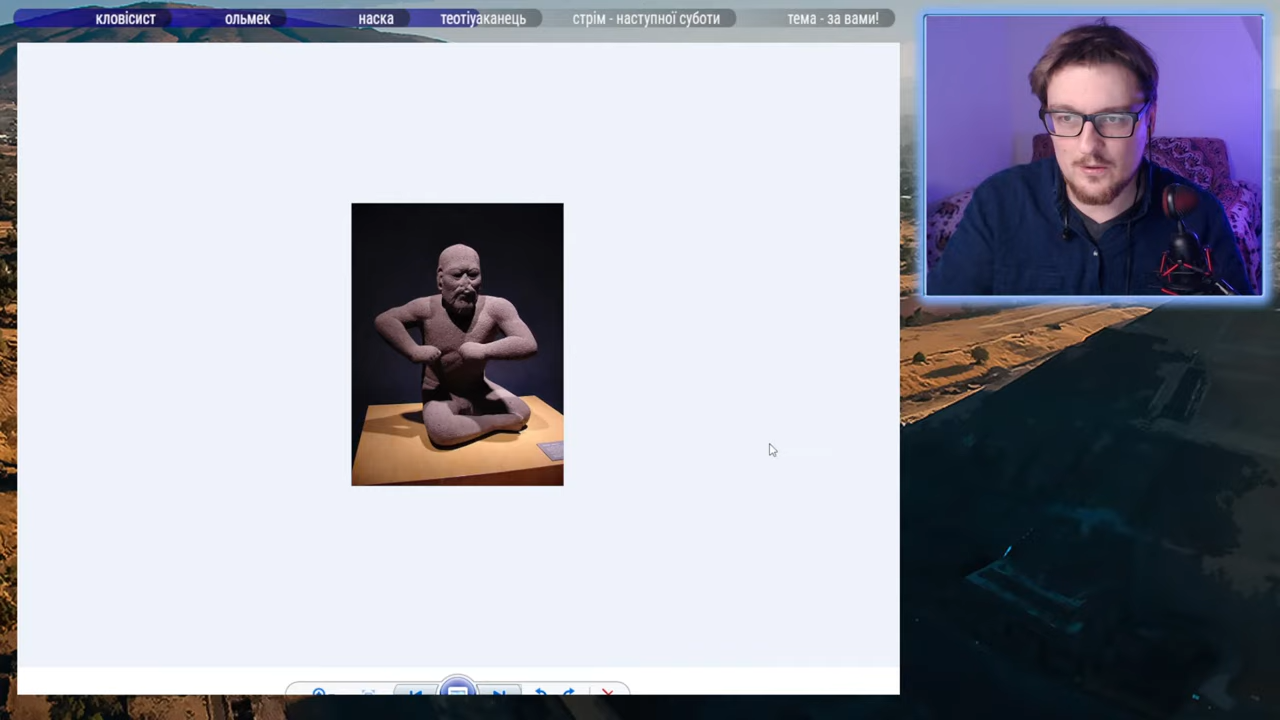 кловісист ольмек наска теотіуаканець стрім - наступної суботи тема - за вами!